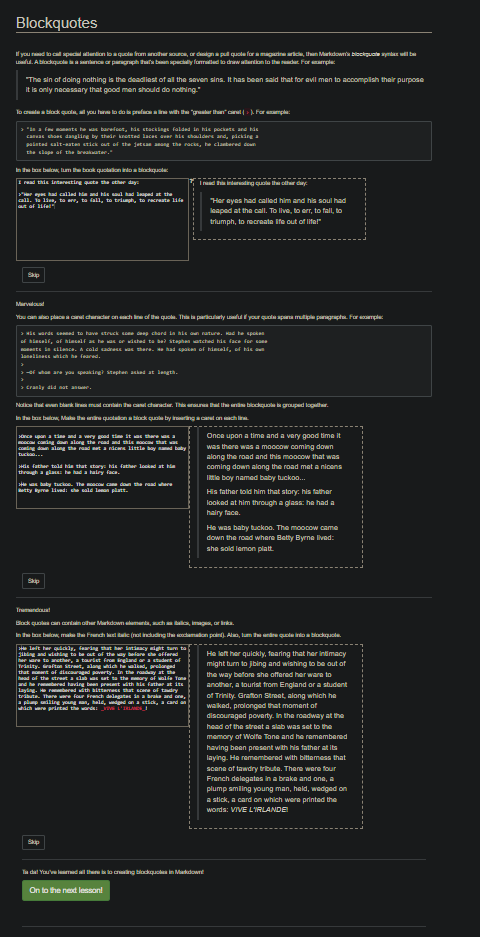 Blockquotes
If you need to call special attention to a quote from another source, or design a pull quote for a magazine article, then Markdown's blockquote syntax will be
useful. A blockquote is a sentence or paragraph that's been specially formatted to draw attention to the reader. For example:
"The sin of doing nothing is the deadliest of all the seven sins. It has been said that for evil men to accomplish their purpose
it is only necessary that good men should do nothing."
To create a block quote, all you have to do is preface a line with the "greater than" caret ( > ). For example:
> "In a few moments he was barefoot, his stockings folded in his pockets and his
canvas shoes dangling by their knotted laces over his shoulders and, picking a
pointed salt-eaten stick out of the jetsam among the rocks, he clambered down
the slope of the breakwater."
In the box below, turn the book quotation into a blockquote:
I read this interesting quote the other day:
>"Her eyes had called him and his soul had leaped at the
call. To live, to err, to fall, to triumph, to recreate life
out of life!"
I read this interesting quote the other day:
"Her eyes had called him and his soul had
leaped at the call. To live, to err, to fall, to
triumph, to recreate life out of life!"
Skip
Marvelous!
You can also place a caret character on each line of the quote. This is particularly useful if your quote spans multiple paragraphs. For example:
> His words seemed to have struck some deep chord in his own nature. Had he spoken
of himself, of himself as he was or wished to be? Stephen watched his face for some
moments in silence. A cold sadness was there. He had spoken of himself, of his own
loneliness which he feared.
>
> —Of whom are you speaking? Stephen asked at length.
>
> Cranly did not answer.
Notice that even blank lines must contain the caret character. This ensures that the entire blockquote is grouped together.
In the box below, Make the entire quotation a block quote by inserting a caret on each line.
>Once upon a time and a very good time it was there was a
moocow coming down along the road and this moocow that was
coming down along the road met a nicens little boy named baby
tuckoo...
>His father told him that story: his father looked at him
through a glass: he had a hairy face.
>He was baby tuckoo. The moocow came down the road where
Betty Byrne lived: she sold lemon platt.
Once upon a time and a very good time it
was there was a moocow coming down
along the road and this moocow that was
coming down along the road met a nicens
little boy named baby tuckoo...
His father told him that story: his father
looked at him through a glass: he had a
hairy face.
He was baby tuckoo. The moocow came
down the road where Betty Byrne lived:
she sold lemon platt.
Skip
Tremendous!
Block quotes can contain other Markdown elements, such as italics, images, or links.
In the box below, make the French text italic (not including the exclamation point). Also, turn the entire quote into a blockquote.
>He left her quickly, fearing that her intimacy might turn to
jibing and wishing to be out of the way before she offered
her ware to another, a tourist from England or a student of
Trinity. Grafton Street, along which he walked, prolonged
that moment of discouraged poverty. In the roadway at the
head of the street a slab was set to the memory of Wolfe Tone
and he remembered having been present with his father at its
laying. He remembered with bitterness that scene of tawdry
tribute. There were four French delegates in a brake and one,
a plump smiling young man, held, wedged on a stick, a card on
which were printed the words: _VIVE L'IRLANDE_!
He left her quickly, fearing that her intimacy
might turn to jibing and wishing to be out of
the way before she offered her ware to
another, a tourist from England or a student
of Trinity. Grafton Street, along which he
walked, prolonged that moment of
discouraged poverty. In the roadway at the
head of the street a slab was set to the
memory of Wolfe Tone and he remembered
having been present with his father at its
laying. He remembered with bitterness that
scene of tawdry tribute. There were four
French delegates in a brake and one, a
plump smiling young man, held, wedged on
a stick, a card on which were printed the
words: VIVE L'IRLANDE!
Skip
Ta da! You've learned all there is to creating blockquotes in Markdown!
On to the next lesson!